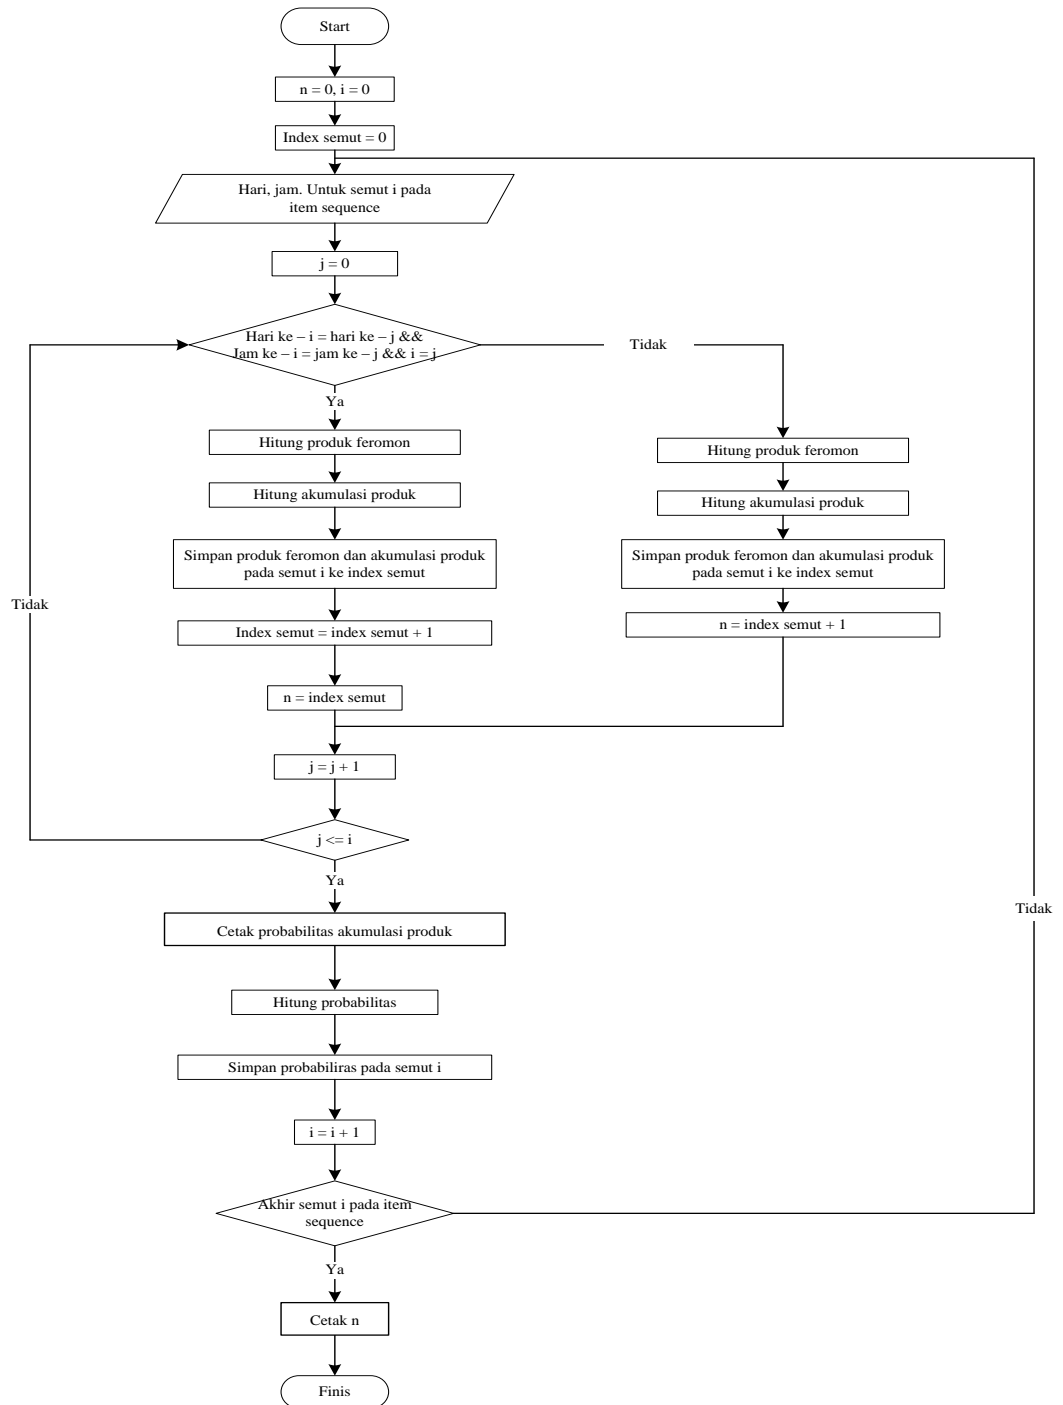 Start
n = 0, i = 0
Index semut = 0
Hari, jam. Untuk semut i pada
item sequence
j = 0
Hari ke – i = hari ke – j &&
Jam ke – i = jam ke – j && i = j
Tidak
Ya
Hitung produk feromon
Hitung akumulasi produk
Simpan produk feromon dan akumulasi produk
pada semut i ke index semut
Index semut = index semut + 1
n = index semut
Hitung produk feromon
Hitung akumulasi produk
Simpan produk feromon dan akumulasi produk
pada semut i ke index semut
n = index semut + 1
Tidak
j = j + 1
j <= i
Ya
Cetak probabilitas akumulasi produk
Tidak
Hitung probabilitas
Simpan probabiliras pada semut i
i = i + 1
Akhir semut i pada item
sequence
Ya
Cetak n
Finis